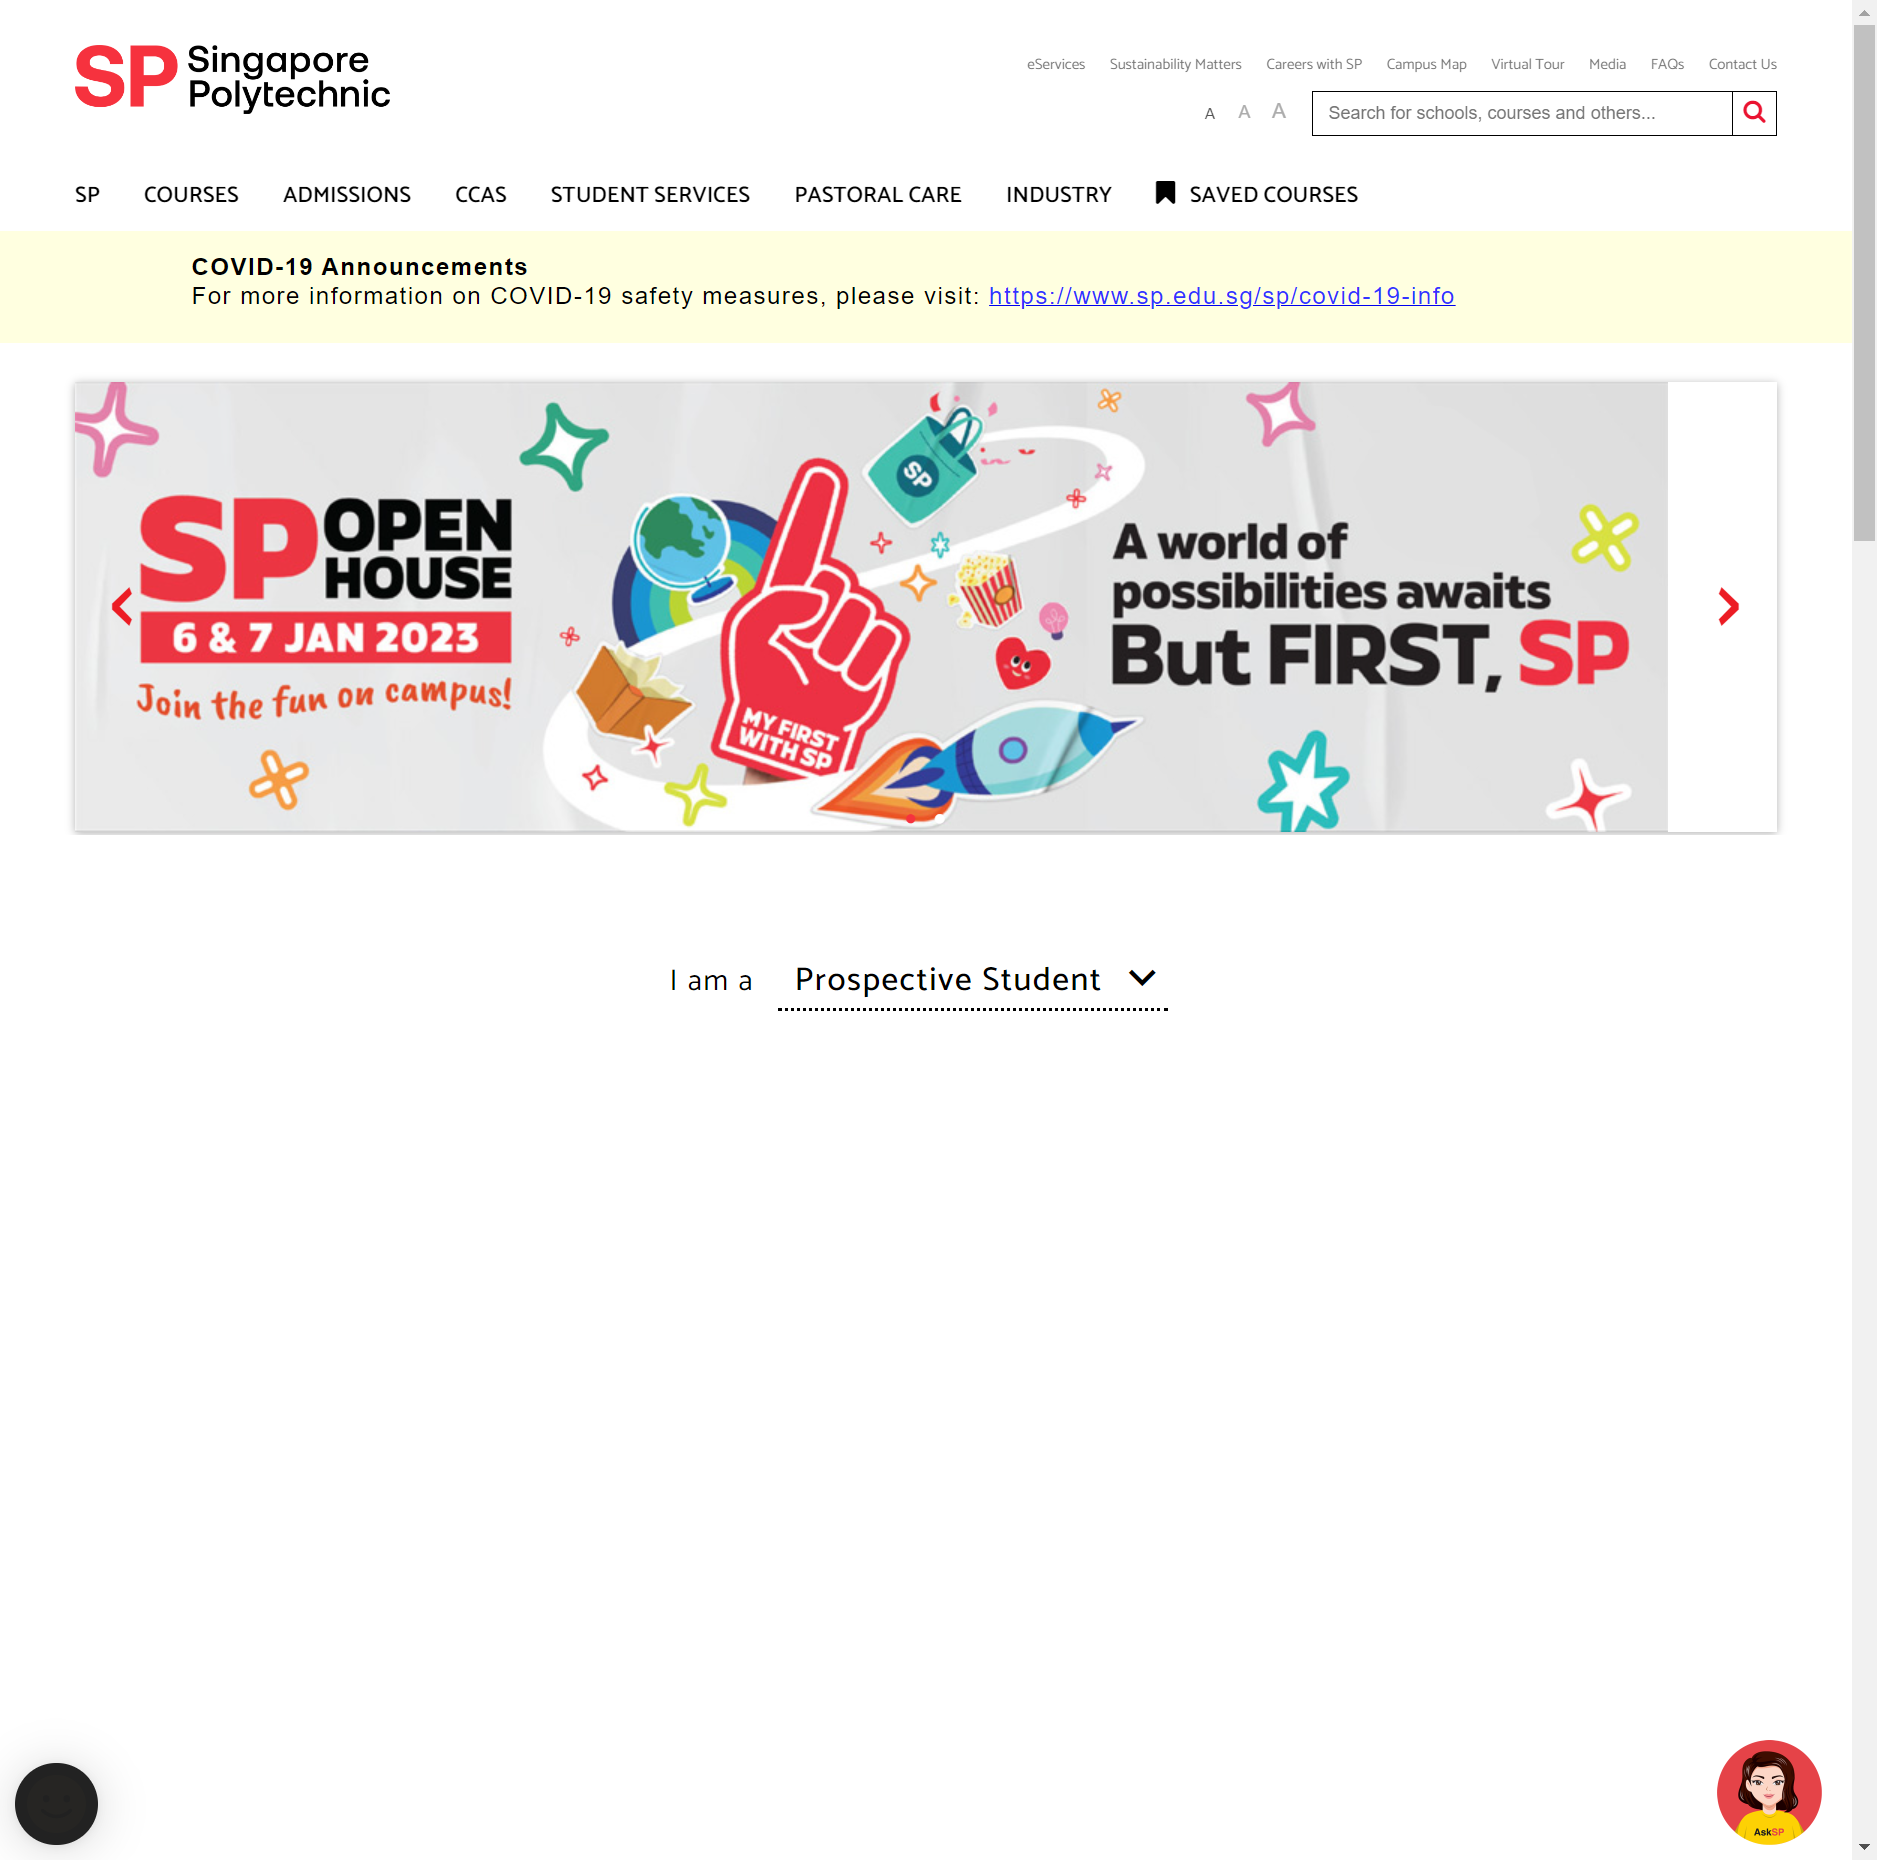 SP Singapore
Polytechnic
eServices Sustainability Matters Careers with SP Campus Map Virtual Tour Media FAQs Contact Us
A A A Search for schools, courses and others...
SP COURSES ADMISSIONS CCAS STUDENT SERVICES PASTORAL CARE INDUSTRY SAVED COURSES
COVID-19 Announcements
For more information on COVID-19 safety measures, please visit: https://www.sp.edu.sg/sp/covid-19-info
SP OPEN
HOUSE
6 & 7 JAN 2023
Join the fun on campus!
SP
MY FIRST
WITH SP
A world of
possibilities awaits
But FIRST, SP
I am a Prospective Student
AskSP